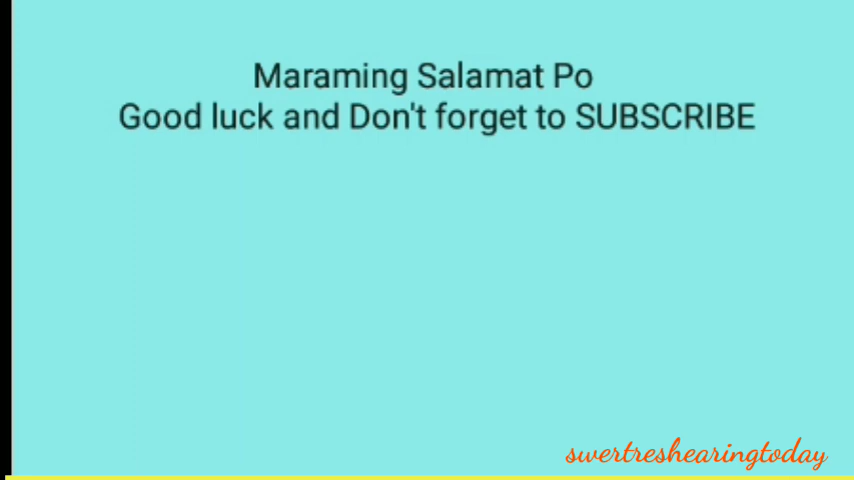 Maraming Salamat Po
Good luck and Don't forget to SUBSCRIBE
swertreshearingtoday